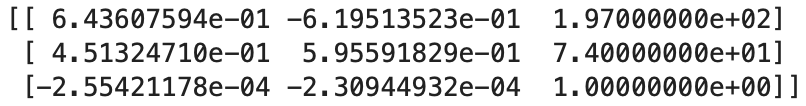 [[ 6.43607594e-01 -6.19513523e-01 1.97000000e+02]
[ 4.51324710e-01 5.95591829e-01 7.40000000e+01]
[-2.55421178e-04 -2.30944932e-04 1.00000000e+00]]